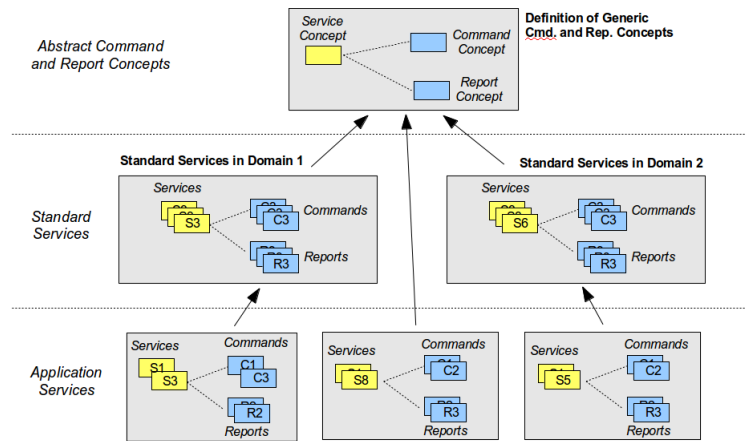 Abstract Command
and Report Concepts
Service
Concept
Command
Concept
Report
Concept
Definition of Generic
Cmd. and Rep. Concepts
Standard Services in Domain 1
Standard Services in Domain 2
Standard
Services
Services
S3
C3
Commands
R3
Reports
Services
S6
C3
Commands
R3
Reports
Application
Services
Services
S1
S3
Commands
C1
C3
R2
Reports
Services
S8
Commands
C2
R3
Reports
Services
S5
Commands
C2
R3
Reports